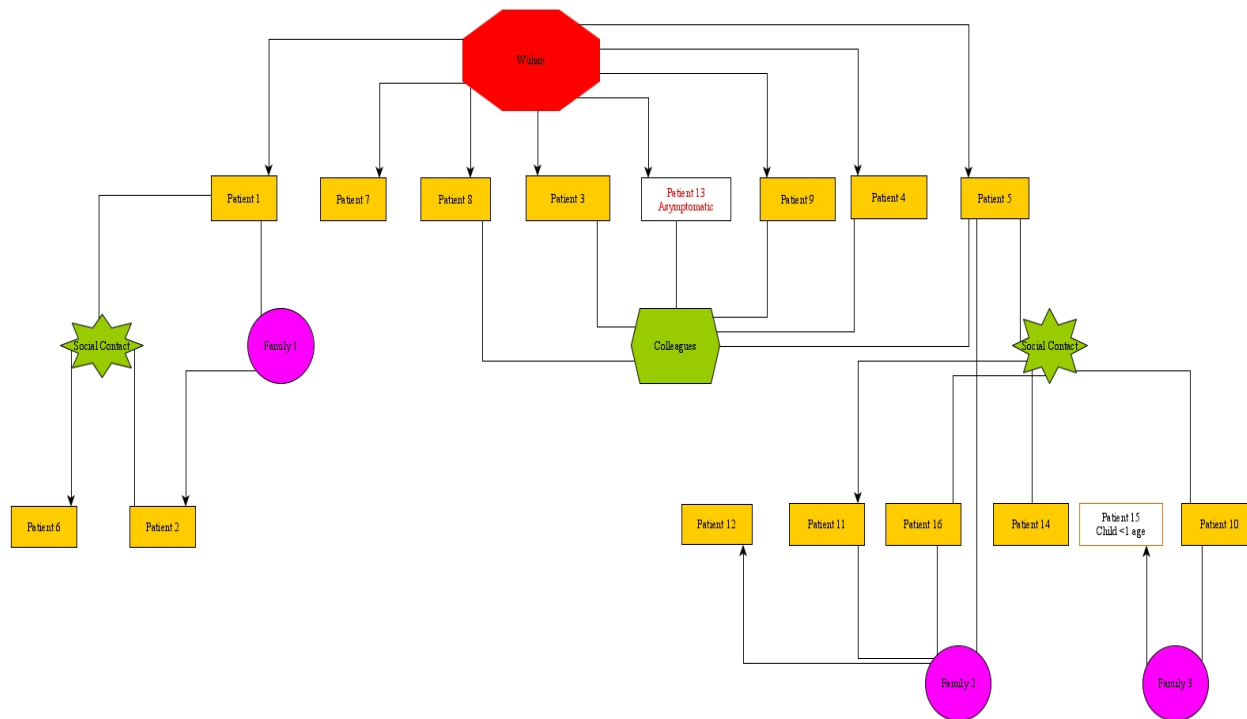 Wuhan
Patient 1
Patient 7
Patient 8
Patient 3
Patient 13
Asymptomatic
Patient 9
Patient 4
Patient 5
Social Contact
Family 1
Colleagues
Social Contact
Patient 6
Patient 2
Patient 12
Patient 11
Patient 16
Patient 14
Patient 15
Child <1 age
Patient 10
Family 2
Family 3